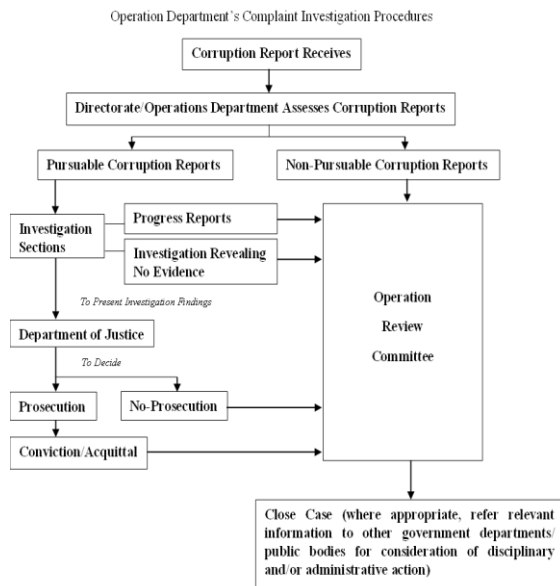 Operation Department's Complaint Investigation Procedures
Corruption Report Receives
Directorate/Operations Department Assesses Corruption Reports
Pursuable Corruption Reports
Non-Pursuable Corruption Reports
Investigation
Sections
Progress Reports
Investigation Revealing
No Evidence
Operation
Review
Committee
To Present Investigation Findings
Department of Justice
To Decide
Prosecution
No-Prosecution
Conviction/Acquittal
Close Case (where appropriate, refer relevant
information to other government departments/
public bodies for consideration of disciplinary
and/or administrative action)